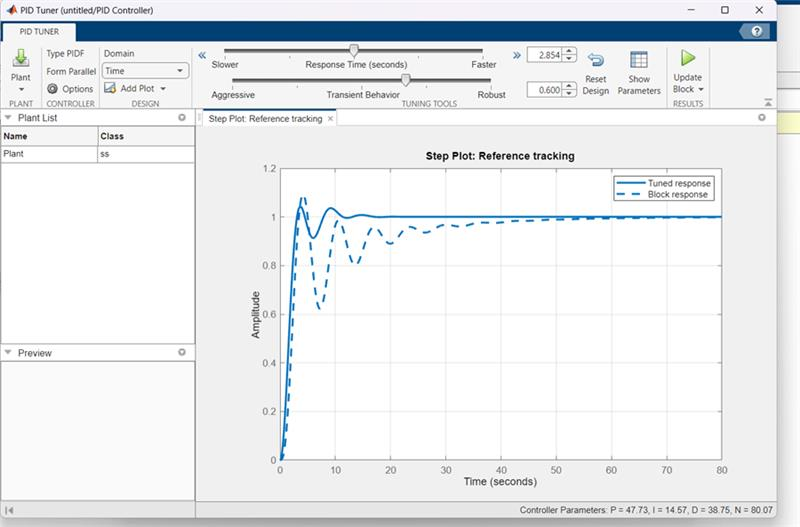 PID Tuner (untitled/PID Controller)
PID TUNER
Plant
Type PIDF
Form Parallel
Options
Domain
Time
Add Plot
Slower Response Time (seconds) Faster
2.854
Aggressive Transient Behavior Robust
0.600
Reset
Design
Show
Parameters
Update
Block
PLANT CONTROLLER DESIGN TUNING TOOLS RESULTS
Plant List
Name Class
Plant ss
Preview
Step Plot: Reference tracking
Step Plot: Reference tracking
Tuned response
Block response
Amplitude
1.2
1
0.8
0.6
0.4
0.2
0
0 10 20 30 40 50 60 70 80
Time (seconds)
Controller Parameters: P = 47.73, I = 14.57, D = 38.75, N = 80.07